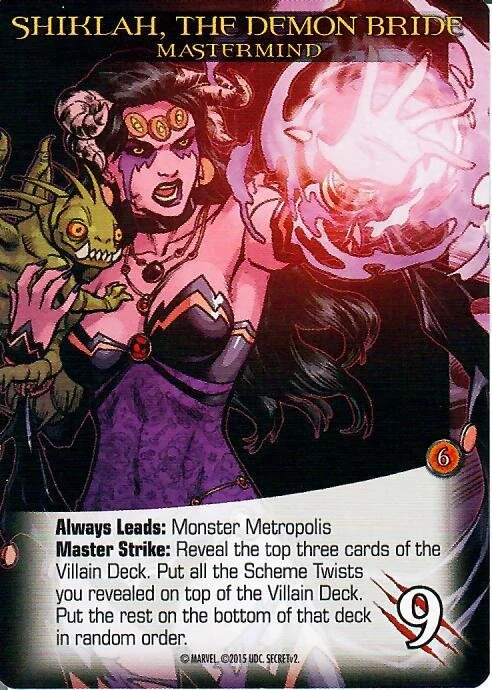 SHIKLAH, THE DEMON BRIDE
MASTERMIND
6
Always Leads: Monster Metropolis
Master Strike: Reveal the top three cards of the
Villain Deck. Put all the Scheme Twists
you revealed on top of the Villain Deck.
Put the rest on the bottom of that deck
in random order.
9
© MARVEL. ©2015 UDC. SECRETv2.